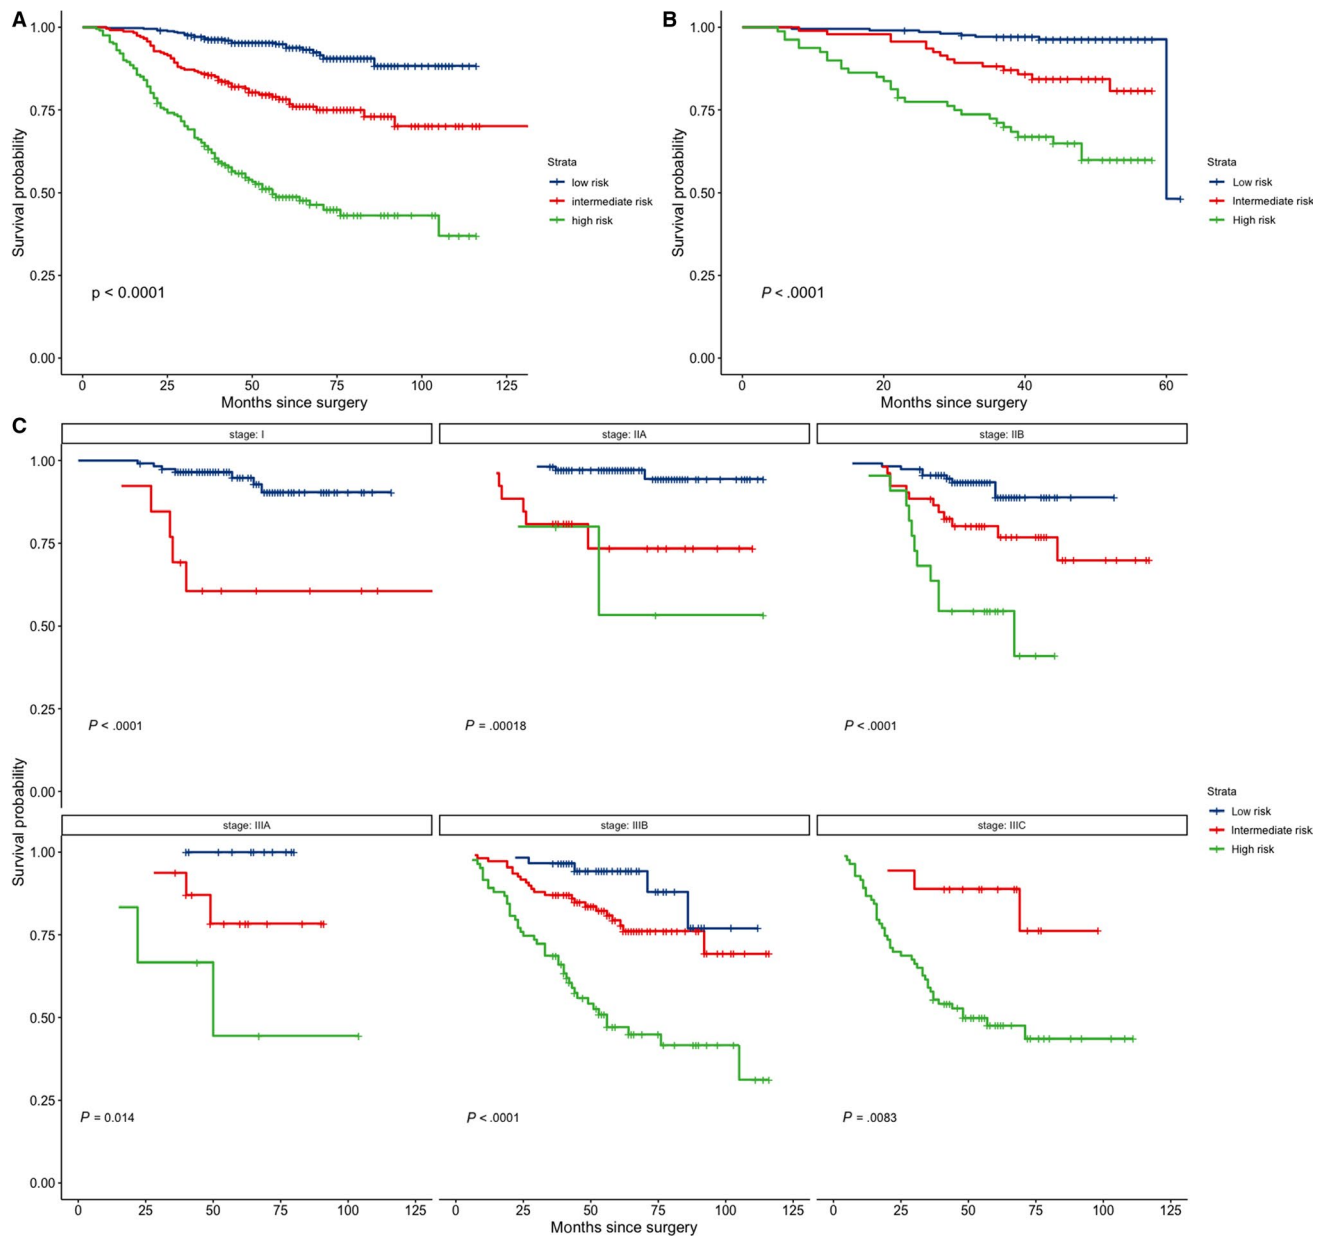 A
1.00
0.75
0.50
0.25
0.00
Survival probability
0 25 50 75 100 125
Months since surgery
p < 0.0001
Strata
low risk
intermediate risk
high risk
B
1.00
0.75
0.50
0.25
0.00
Survival probability
0 20 40 60
Months since surgery
P < .0001
Strata
Low risk
Intermediate risk
High risk
C
stage: I
stage: IIA
stage: IIB
1.00
0.75
0.50
0.25
0.00
P < .0001
P = .00018
P < .0001
Survival probability
stage: IIIA
stage: IIIB
stage: IIIC
1.00
0.75
0.50
0.25
0.00
P = 0.014
P < .0001
P = .0083
0 25 50 75 100 125
0 25 50 75 100 125
0 25 50 75 100 125
Months since surgery
Strata
Low risk
Intermediate risk
High risk